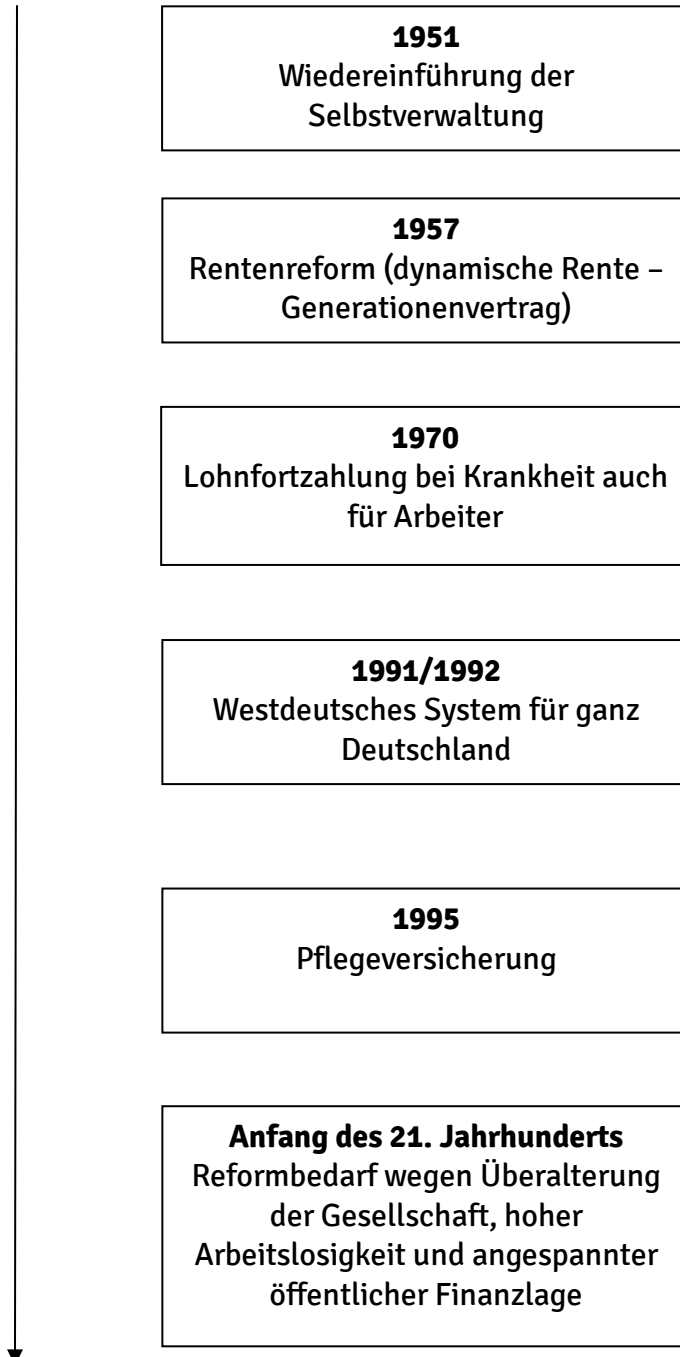 1951
Wiedereinführung der
Selbstverwaltung
1957
Rentenreform (dynamische Rente –
Generationenvertrag)
1970
Lohnfortzahlung bei Krankheit auch
für Arbeiter
1991/1992
Westdeutsches System für ganz
Deutschland
1995
Pflegeversicherung
Anfang des 21. Jahrhunderts
Reformbedarf wegen Überalterung
der Gesellschaft, hoher
Arbeitslosigkeit und angespannter
öffentlicher Finanzlage